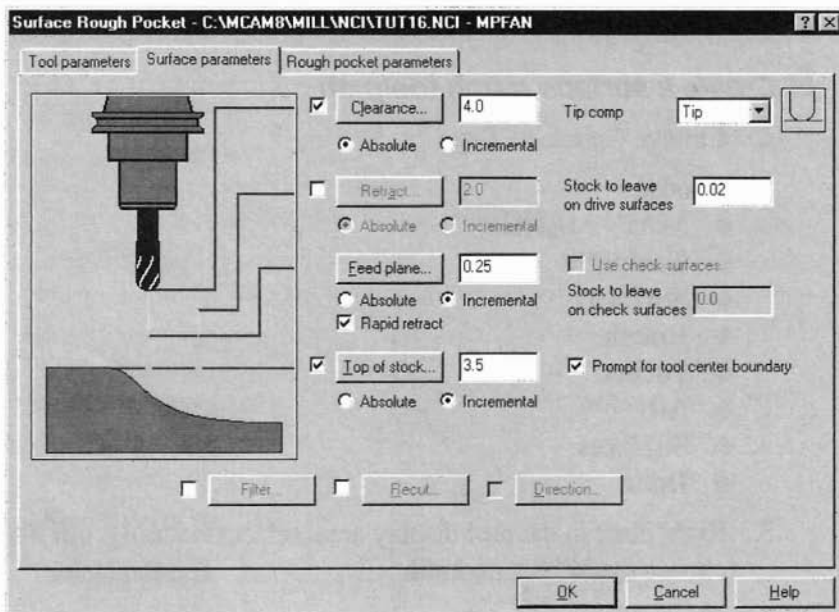 Surface Rough Pocket - C:\MCAM8\MILL\NCI\TUT16.NCI - MPFAN
Tool parameters Surface parameters Rough pocket parameters
Clearance... 4.0 Tip comp Tip
Absolute Incremental
Retract... 2.0 Stock to leave on drive surfaces 0.02
Absolute Incremental
Feed plane... 0.25 Use check surfaces
Absolute Incremental Stock to leave on check surfaces 0.0
Rapid retract
Top of stock... 3.5 Prompt for tool center boundary
Absolute Incremental
Filter... Recut... Direction...
OK Cancel Help